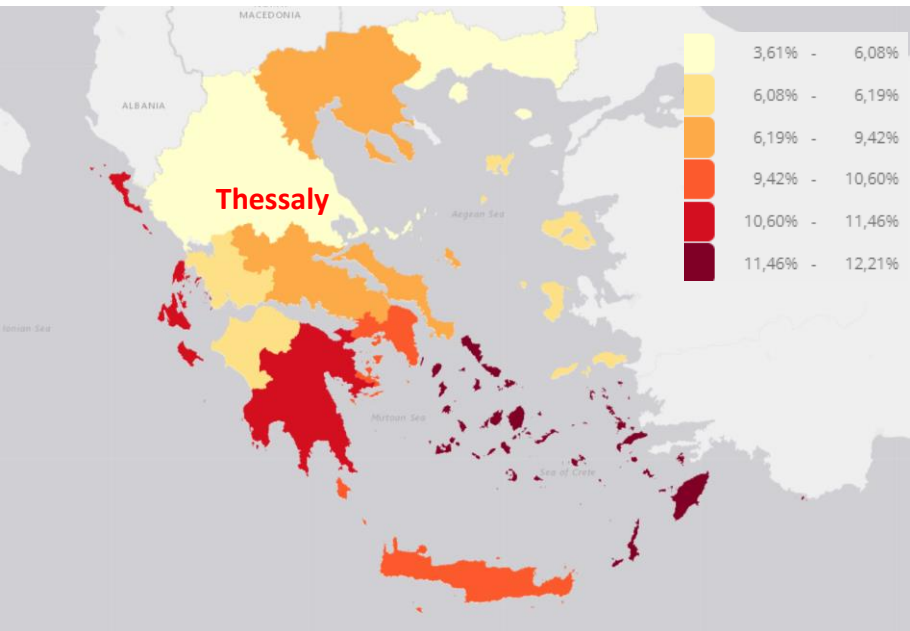 MACEDONIA
3,61% - 6,08%
6,08% - 6,19%
ALBANIA
6,19% - 9,42%
9,42% - 10,60%
Thessaly
Aegean Sea
10,60% - 11,46%
11,46% - 12,21%
Ionian Sea
Mirtoan Sea
Sea of Crete